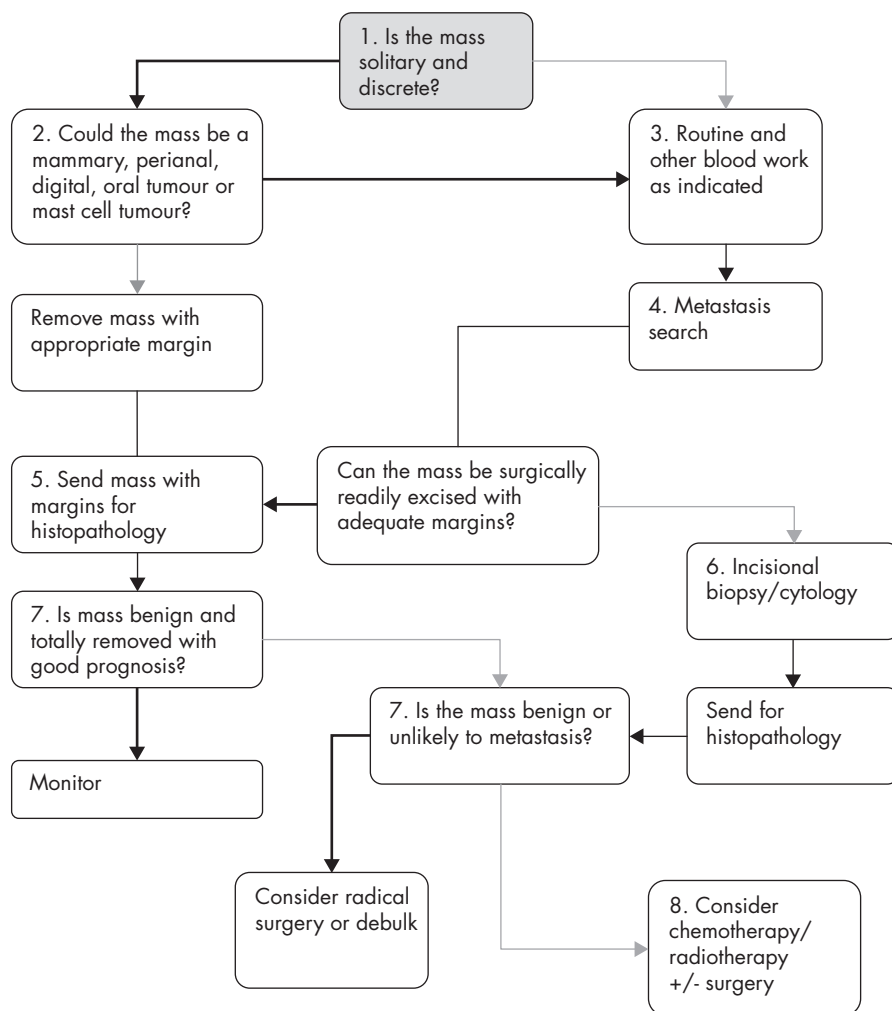 1. Is the mass
solitary and
discrete?
2. Could the mass be a
mammary, perianal,
digital, oral tumour or
mast cell tumour?
3. Routine and
other blood work
as indicated
Remove mass with
appropriate margin
4. Metastasis
search
5. Send mass with
margins for
histopathology
Can the mass be surgically
readily excised with
adequate margins?
6. Incisional
biopsy/cytology
7. Is mass benign and
totally removed with
good prognosis?
7. Is the mass benign or
unlikely to metastasis?
Send for
histopathology
Monitor
Consider radical
surgery or debulk
8. Consider
chemotherapy/
radiotherapy
+/- surgery